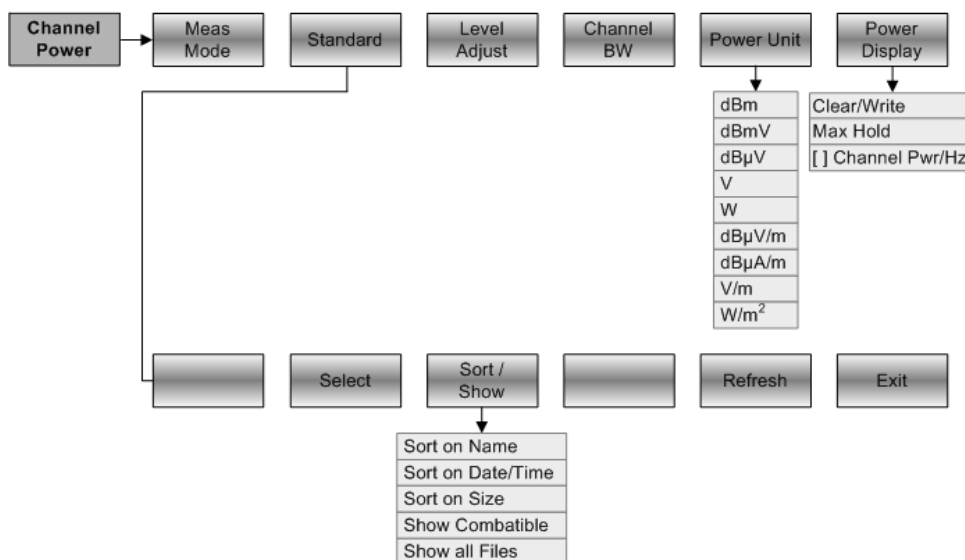 Channel
Power
Meas
Mode
Standard
Level
Adjust
Channel
BW
Power Unit
Power
Display
dBm
dBmV
dBµV
V
W
dBµV/m
dBµA/m
V/m
W/m²
Clear/Write
Max Hold
[ ] Channel Pwr/Hz
Select
Sort /
Show
Refresh
Exit
Sort on Name
Sort on Date/Time
Sort on Size
Show Combatible
Show all Files